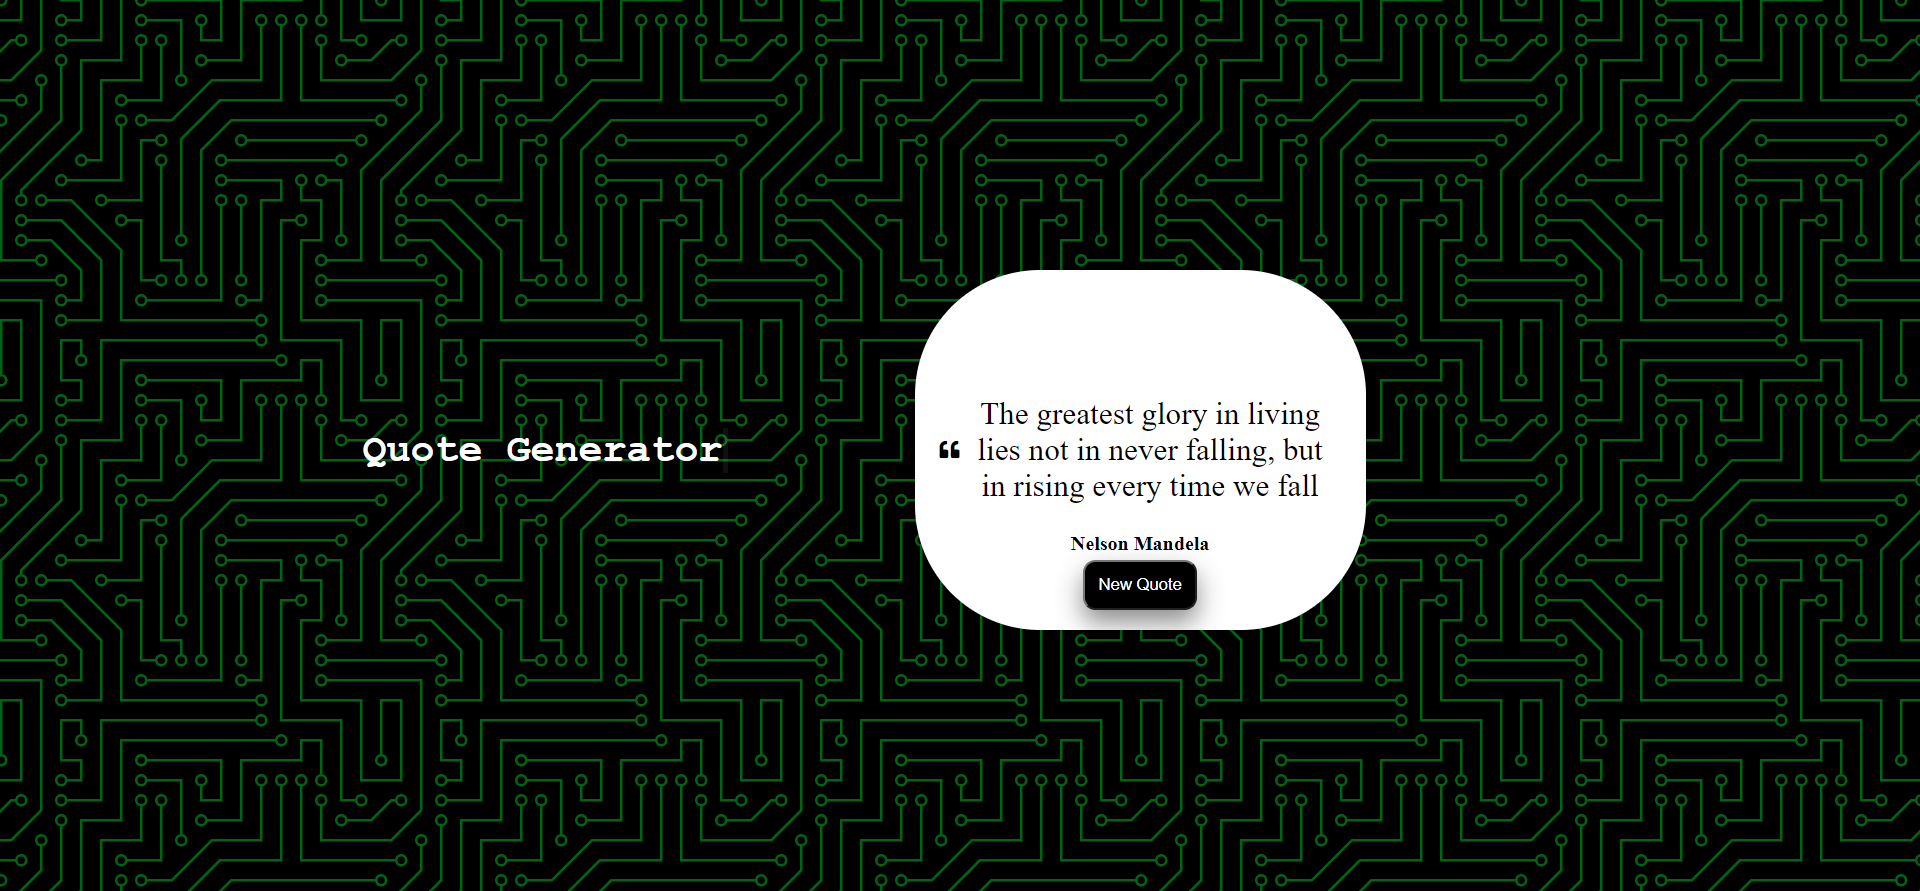 Quote Generator
❝ The greatest glory in living
lies not in never falling, but
in rising every time we fall
Nelson Mandela
New Quote